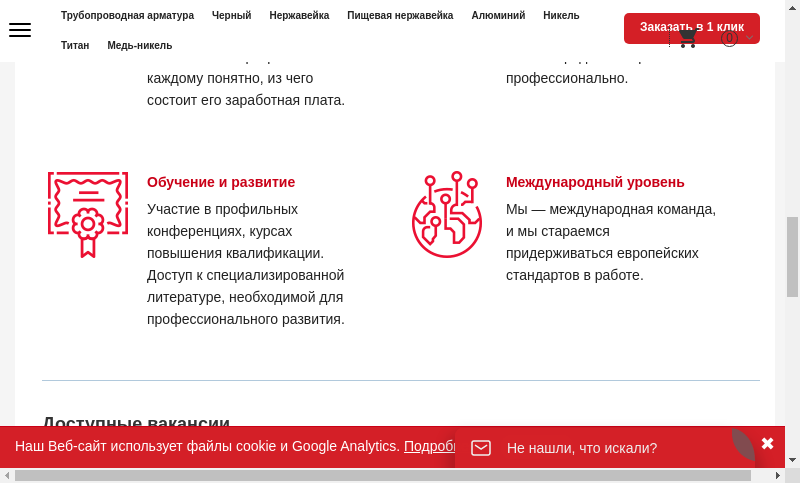 Трубопроводная арматура Черный Нержавейка Пищевая нержавейка Алюминий Никель
Титан Медь-никель
Заказать в 1 клик
0
каждому понятно, из чего
состоит его заработная плата.
профессионально.
Обучение и развитие
Участие в профильных
конференциях, курсах
повышения квалификации.
Доступ к специализированной
литературе, необходимой для
профессионального развития.
Международный уровень
Мы — международная команда,
и мы стараемся
придерживаться европейских
стандартов в работе.
Доступные вакансии
Наш Веб-сайт использует файлы cookie и Google Analytics.
Не нашли, что искали?